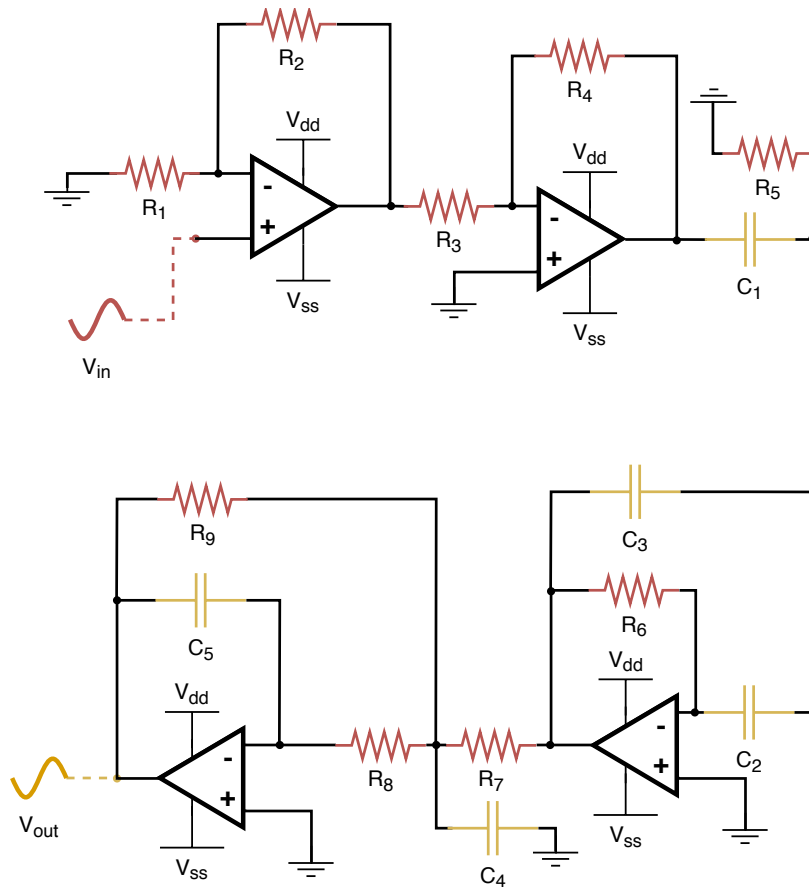 R2
Vdd
R1
-
+
Vss
Vin
R4
Vdd
R3
-
+
Vss
R5
C1
R9
C5
Vdd
-
+
Vss
Vout
R8
R7
C4
C3
R6
Vdd
-
+
Vss
C2